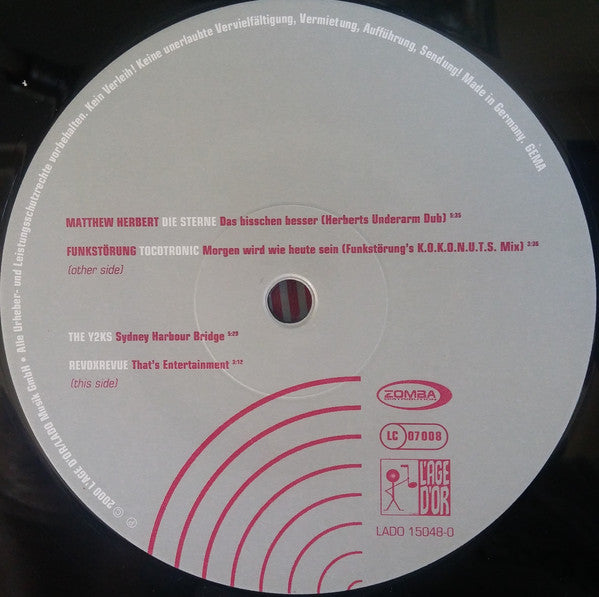 © 2000 L'AGE D'OR/LADO Musik GmbH • Alle Urheber- und Leistungsschutzrechte vorbehalten. Kein Verleih! Keine unerlaubte Vervielfältigung, Vermietung, Aufführung, Sendung! Made in Germany. GEMA
MATTHEW HERBERT DIE STERNE Das bisschen besser (Herberts Underarm Dub) 5:35
FUNKSTÖRUNG TOCOTRONIC Morgen wird wie heute sein (Funkstörung's K.O.K.O.N.U.T.S. Mix) 3:36
(other side)
THE Y2KS Sydney Harbour Bridge 5:29
REVOXREVUE That's Entertainment 3:12
(this side)
ZOMBA
DISTRIBUTION
LC 07008
L'AGE
D'OR
LADO 15048-0